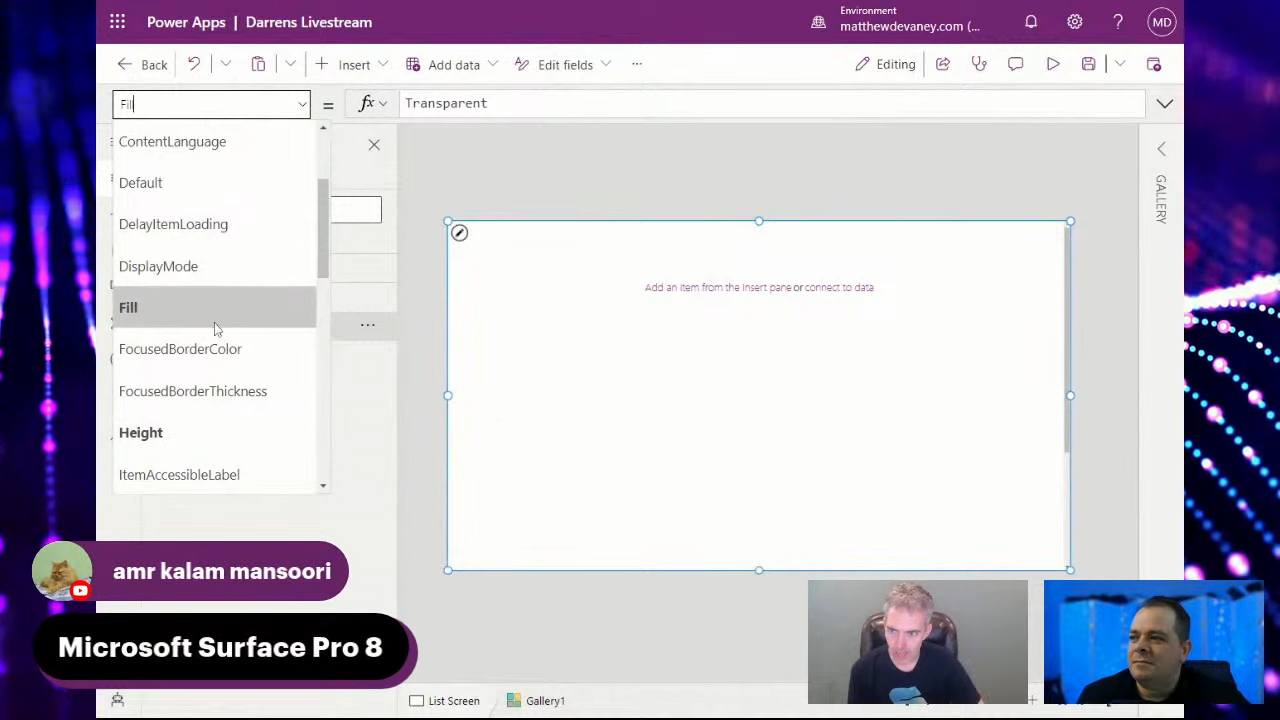 Power Apps | Darrens Livestream
Environment
matthewdevaney.com (...
MD
Back
Insert
Add data
Edit fields
...
Editing
Fill
=
fx
Transparent
ContentLanguage
Default
DelayItemLoading
DisplayMode
Fill
FocusedBorderColor
FocusedBorderThickness
Height
ItemAccessibleLabel
...
Add an item from the Insert pane or connect to data
GALLERY
amr kalam mansoori
Microsoft Surface Pro 8
List Screen
Gallery1